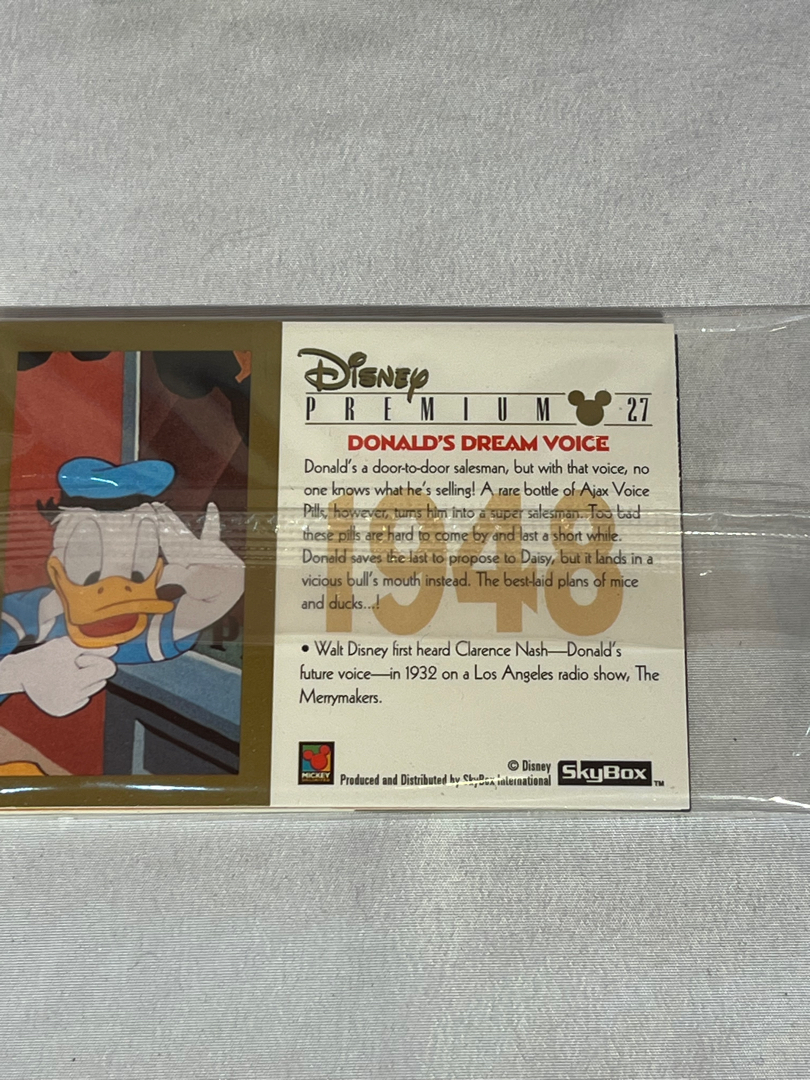 Disney
PREMIUM 27
DONALD'S DREAM VOICE
Donald's a door-to-door salesman, but with that voice, no
one knows what he's selling! A rare bottle of Ajax Voice
Pills, however, turns him into a super salesman. Too bad
these pills are hard to come by and last a short while.
Donald saves the last to propose to Daisy, but it lands in a
vicious bull's mouth instead. The best-laid plans of mice
and ducks...!
1948
• Walt Disney first heard Clarence Nash—Donald's
future voice—in 1932 on a Los Angeles radio show, The
Merrymakers.
MICKEY
© Disney
Produced and Distributed by SkyBox International
SkyBox™